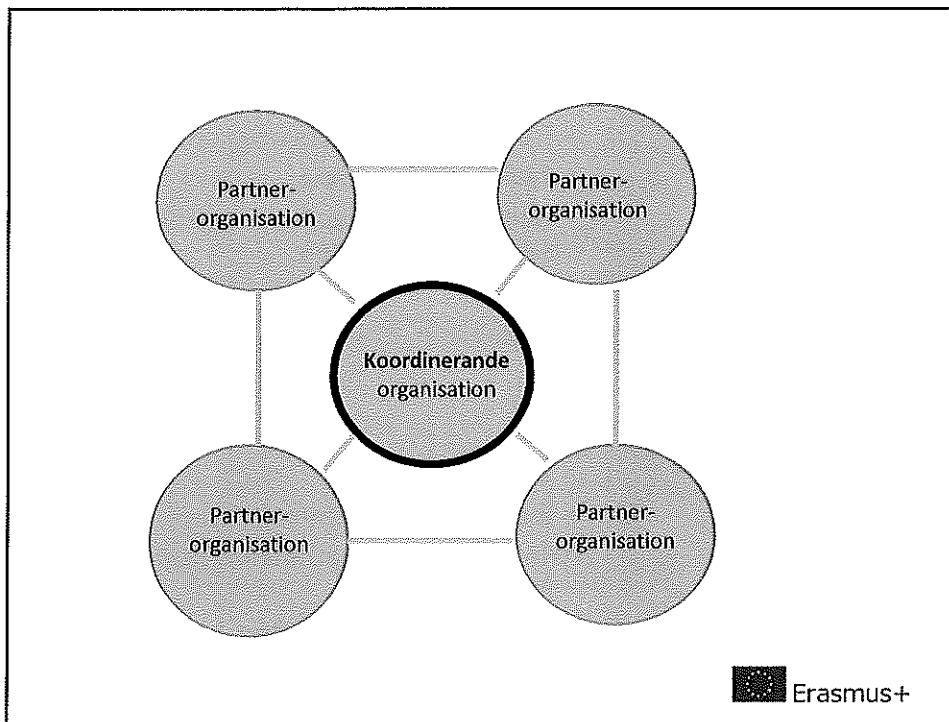 Partner-
organisation
Partner-
organisation
Koordinerande
organisation
Partner-
organisation
Partner-
organisation
Erasmus+